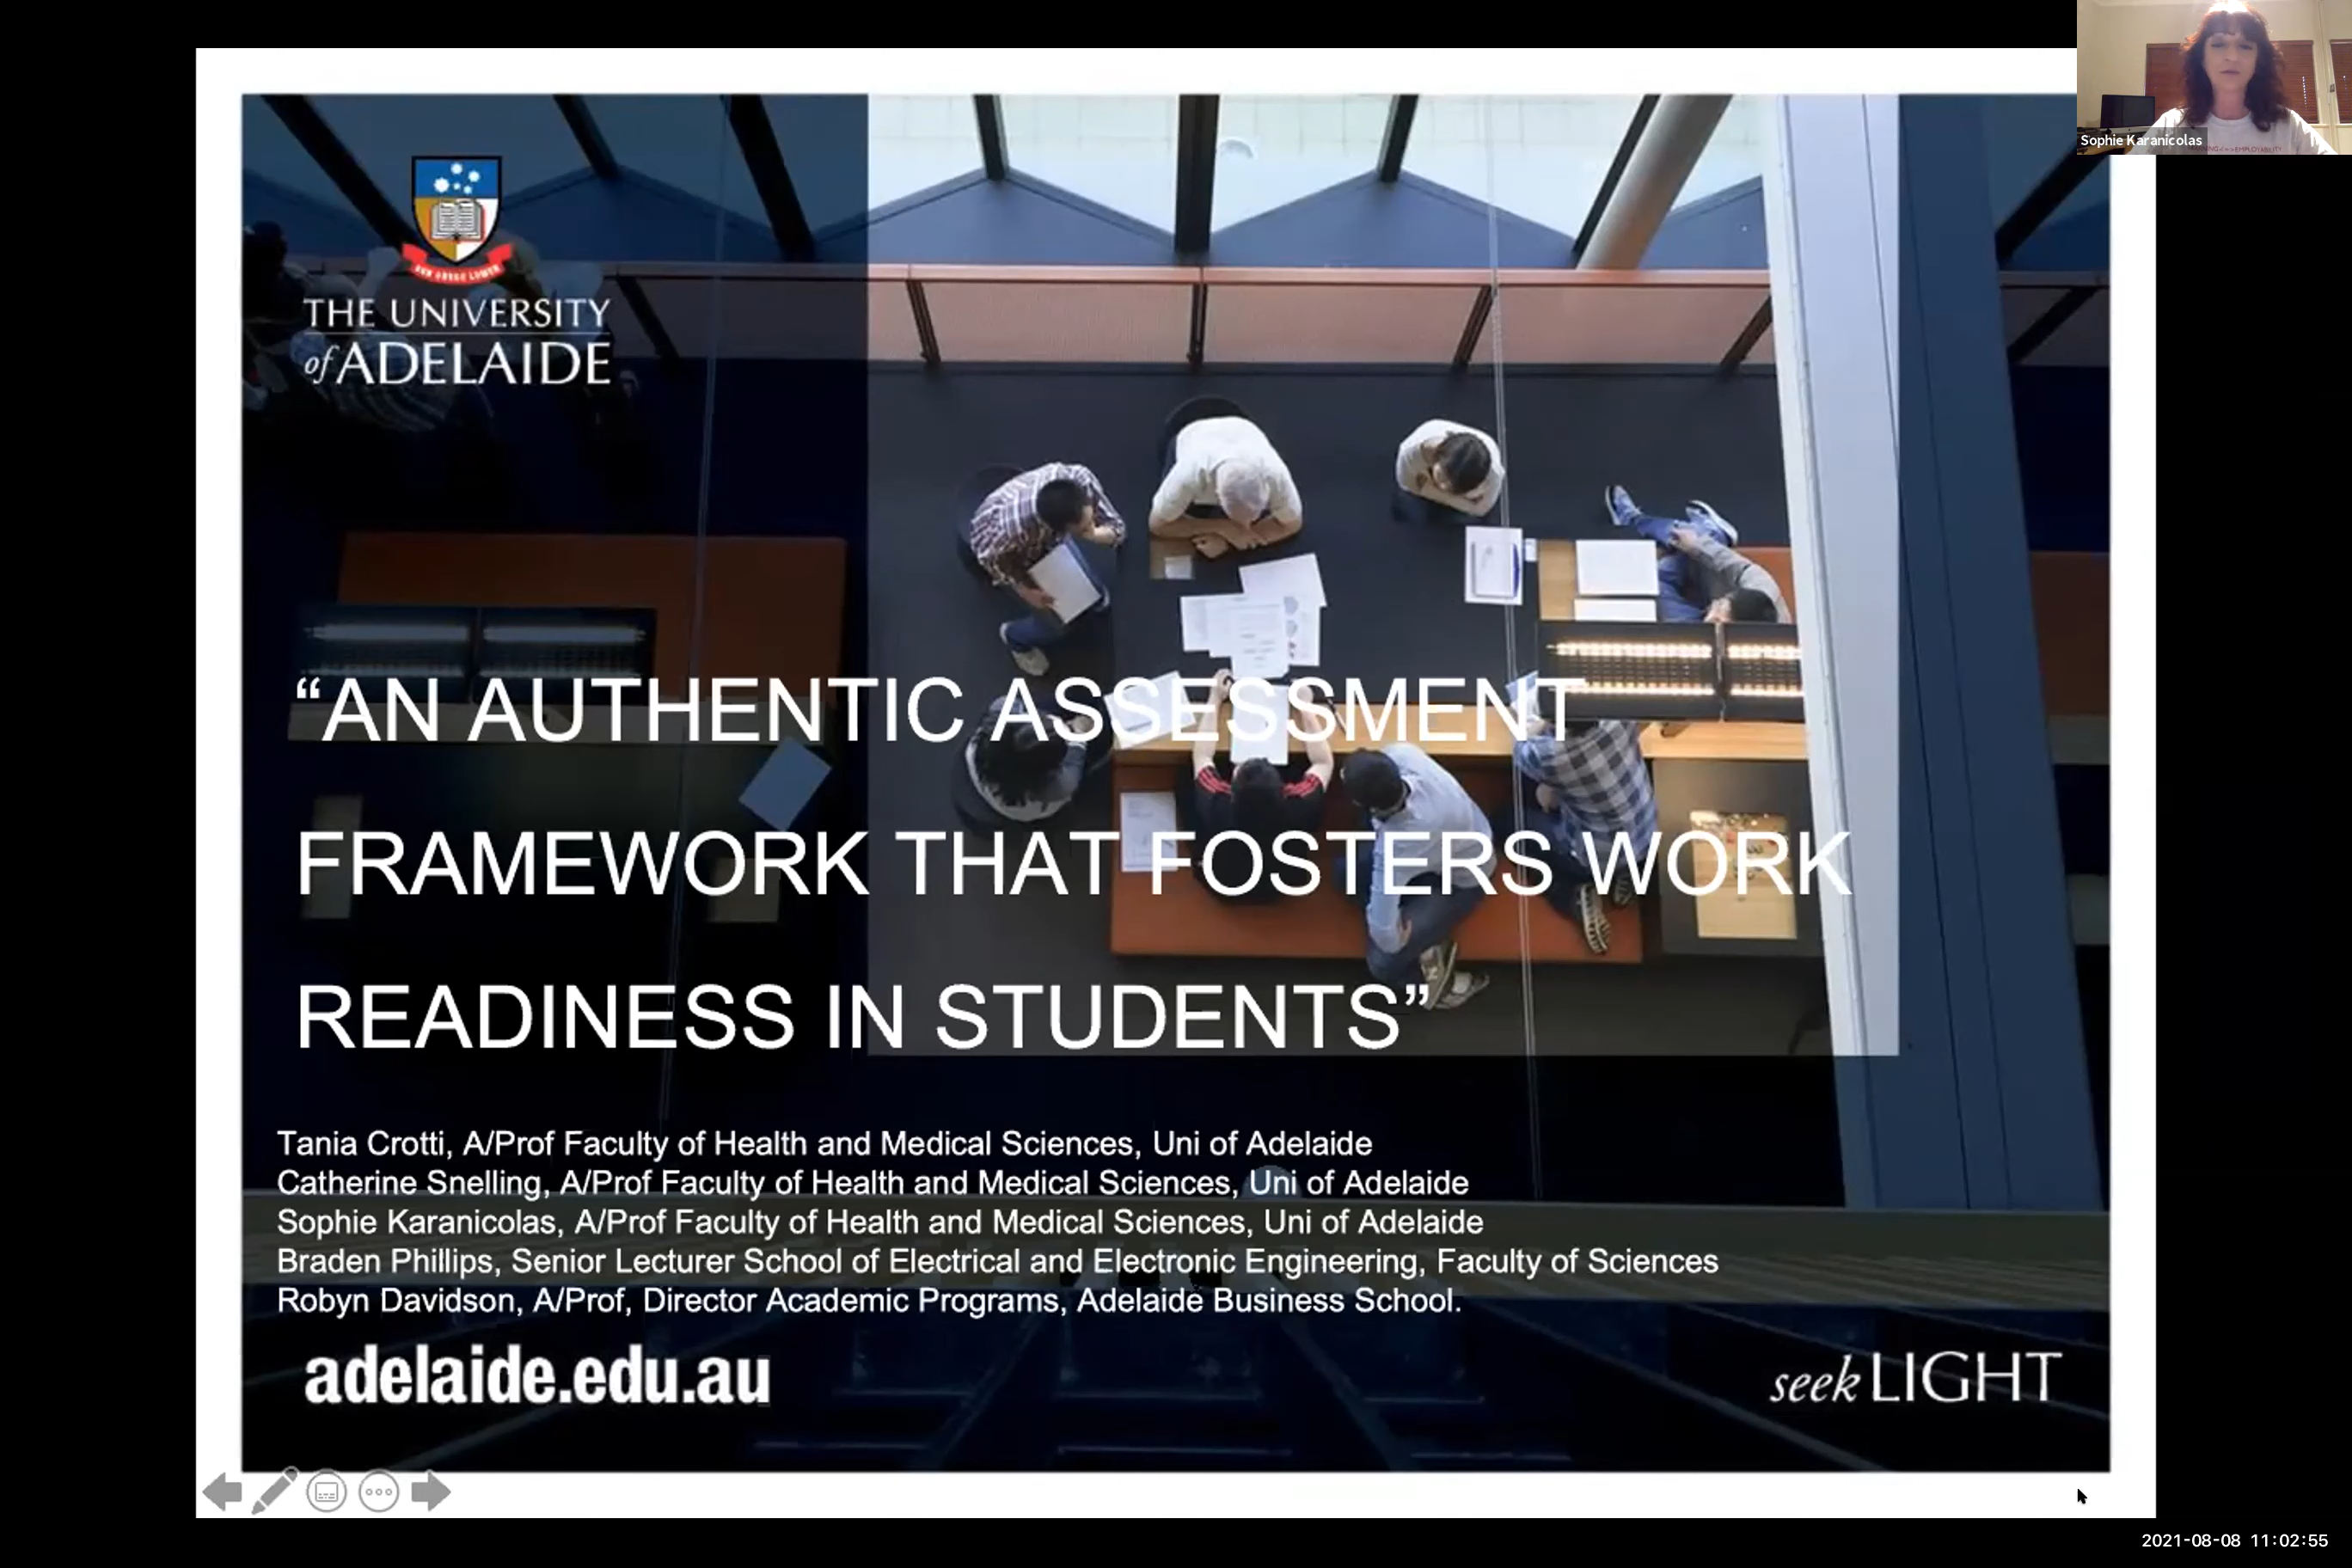 Sophie Karanicolas
THE UNIVERSITY
of ADELAIDE
“AN AUTHENTIC ASSESSMENT
FRAMEWORK THAT FOSTERS WORK
READINESS IN STUDENTS”
Tania Crotti, A/Prof Faculty of Health and Medical Sciences, Uni of Adelaide
Catherine Snelling, A/Prof Faculty of Health and Medical Sciences, Uni of Adelaide
Sophie Karanicolas, A/Prof Faculty of Health and Medical Sciences, Uni of Adelaide
Braden Phillips, Senior Lecturer School of Electrical and Electronic Engineering, Faculty of Sciences
Robyn Davidson, A/Prof, Director Academic Programs, Adelaide Business School.
adelaide.edu.au
seek LIGHT
2021-08-08 11:02:55